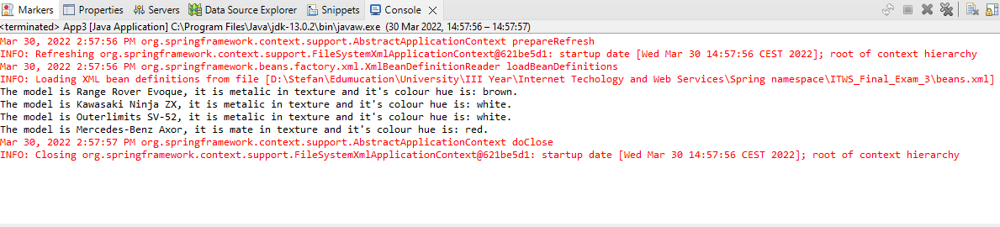 Markers Properties Servers Data Source Explorer Snippets Console
<terminated> App3 [Java Application] C:\Program Files\Java\jdk-13.0.2\bin\javaw.exe (30 Mar 2022, 14:57:56 – 14:57:57)
Mar 30, 2022 2:57:56 PM org.springframework.context.support.AbstractApplicationContext prepareRefresh
INFO: Refreshing org.springframework.context.support.FileSystemXmlApplicationContext@621be5d1: startup date [Wed Mar 30 14:57:56 CEST 2022]; root of context hierarchy
Mar 30, 2022 2:57:56 PM org.springframework.beans.factory.xml.XmlBeanDefinitionReader loadBeanDefinitions
INFO: Loading XML bean definitions from file [D:\Stefan\Edumucation\University\III Year\Internet Techology and Web Services\Spring namespace\ITWS_Final_Exam_3\beans.xml]
The model is Range Rover Evoque, it is metalic in texture and it's colour hue is: brown.
The model is Kawasaki Ninja ZX, it is metalic in texture and it's colour hue is: white.
The model is Outerlimits SV-52, it is metalic in texture and it's colour hue is: white.
The model is Mercedes-Benz Axor, it is mate in texture and it's colour hue is: red.
Mar 30, 2022 2:57:57 PM org.springframework.context.support.AbstractApplicationContext doClose
INFO: Closing org.springframework.context.support.FileSystemXmlApplicationContext@621be5d1: startup date [Wed Mar 30 14:57:56 CEST 2022]; root of context hierarchy